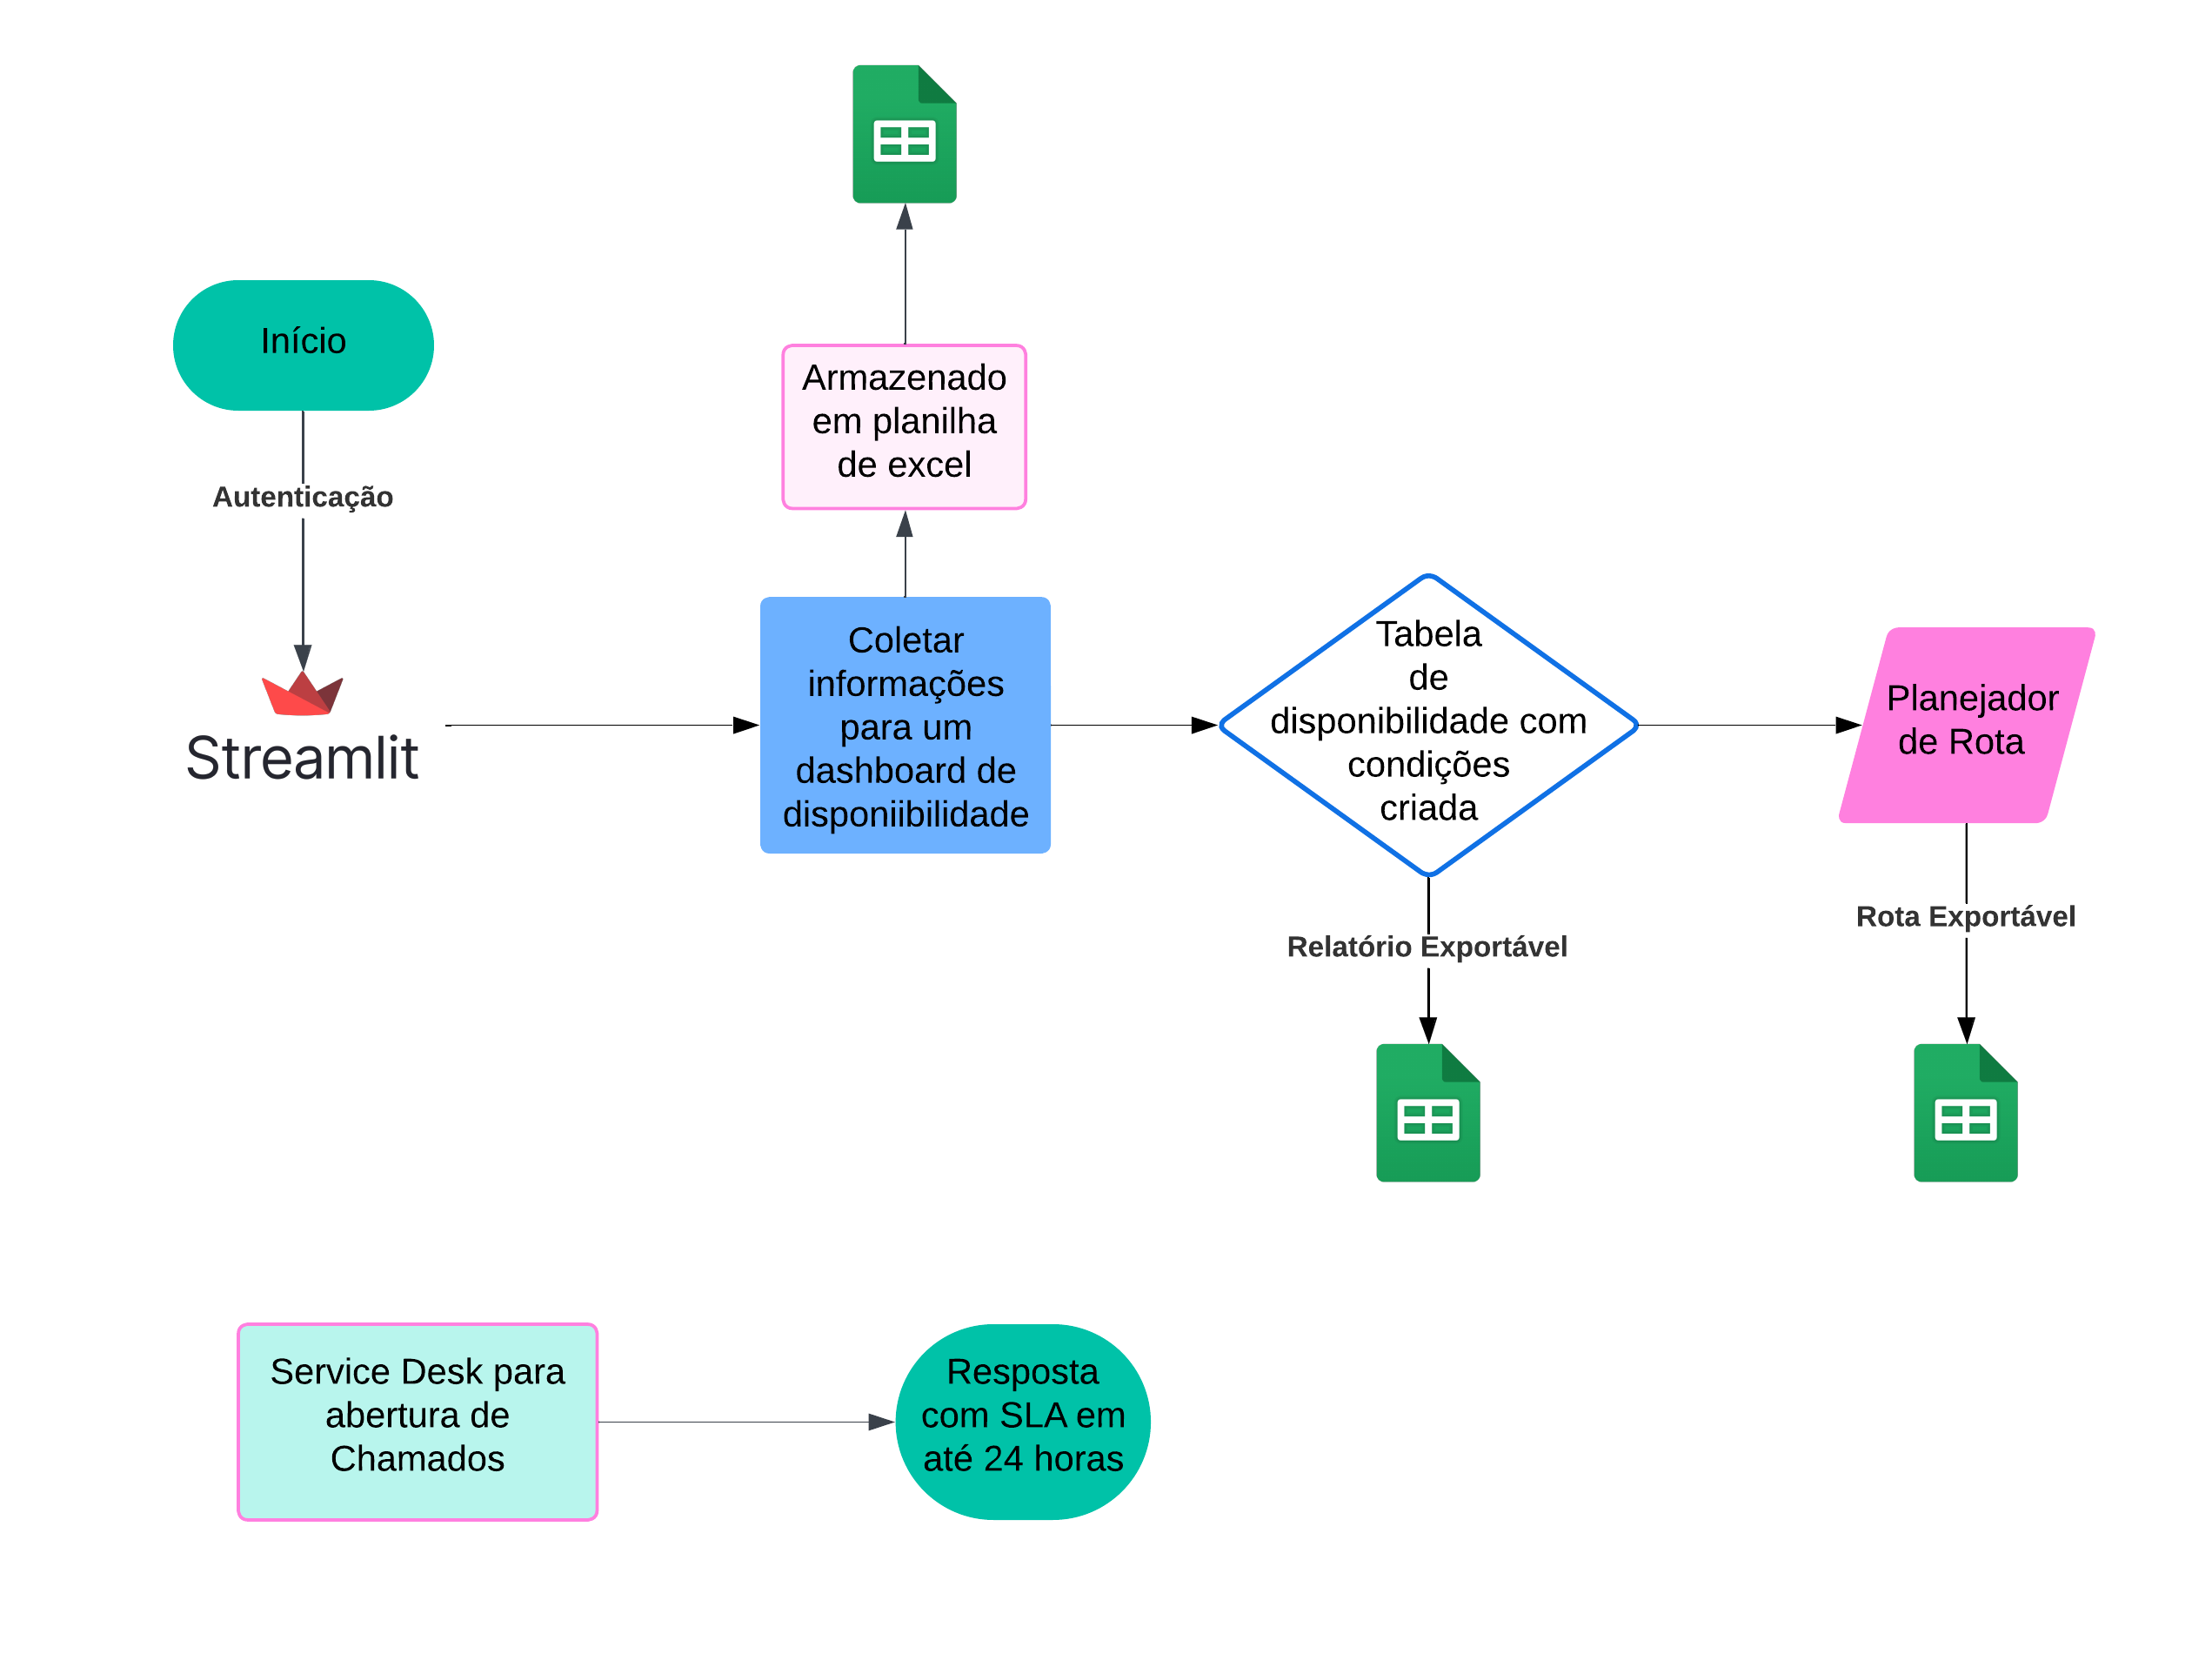 Início
Autenticação
Streamlit
Armazenado
em planilha
de excel
Coletar
informações
para um
dashboard de
disponiibilidade
Tabela
de
disponibilidade com
condições
criada
Planejador
de Rota
Relatório Exportável
Rota Exportável
Service Desk para
abertura de
Chamados
Resposta
com SLA em
até 24 horas